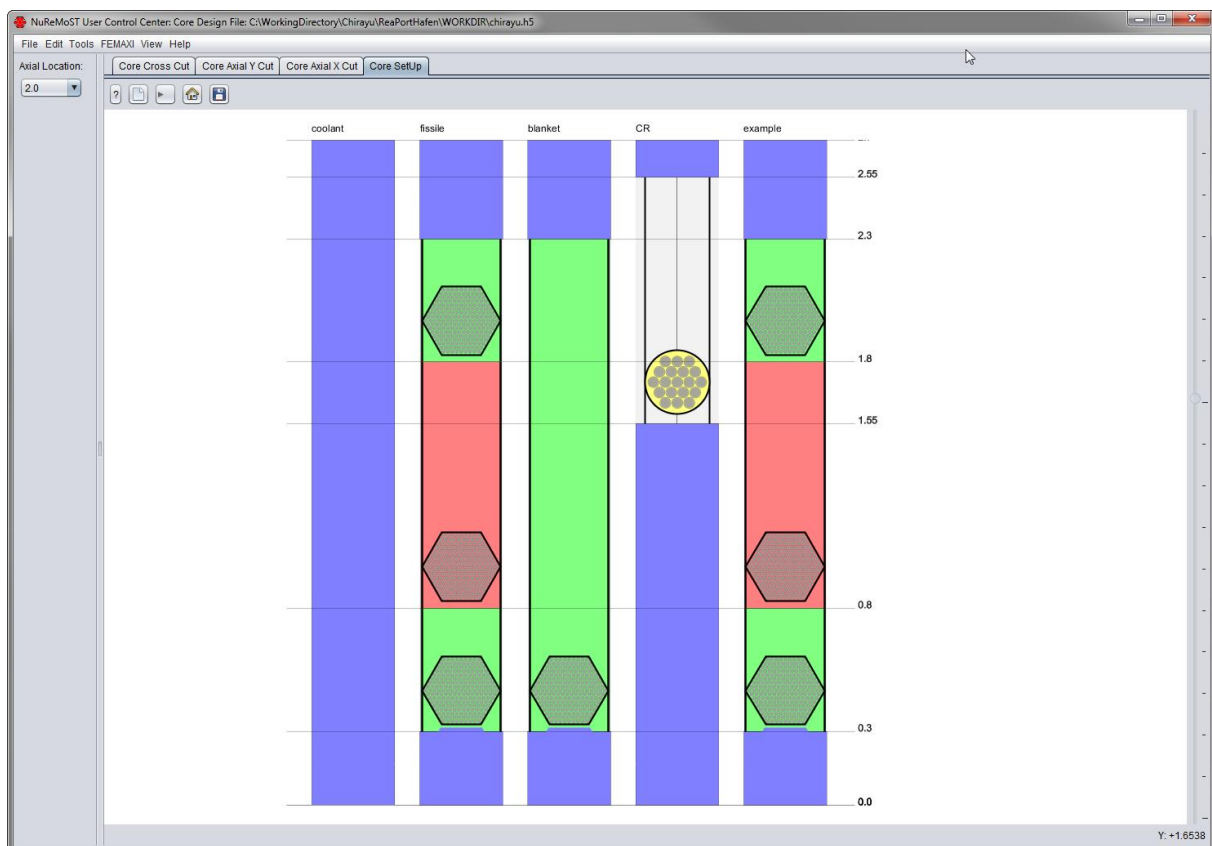 NuReMoST User Control Center: Core Design File: C:\WorkingDirectory\Chirayu\ReaPortHafen\WORKDIR\chirayu.h5
File Edit Tools FEMAXI View Help
Axial Location:
Core Cross Cut Core Axial Y Cut Core Axial X Cut Core SetUp
2.0
?
coolant fissile blanket CR example
2.55
2.3
1.8
1.55
0.8
0.3
0.0
Y: +1.6538